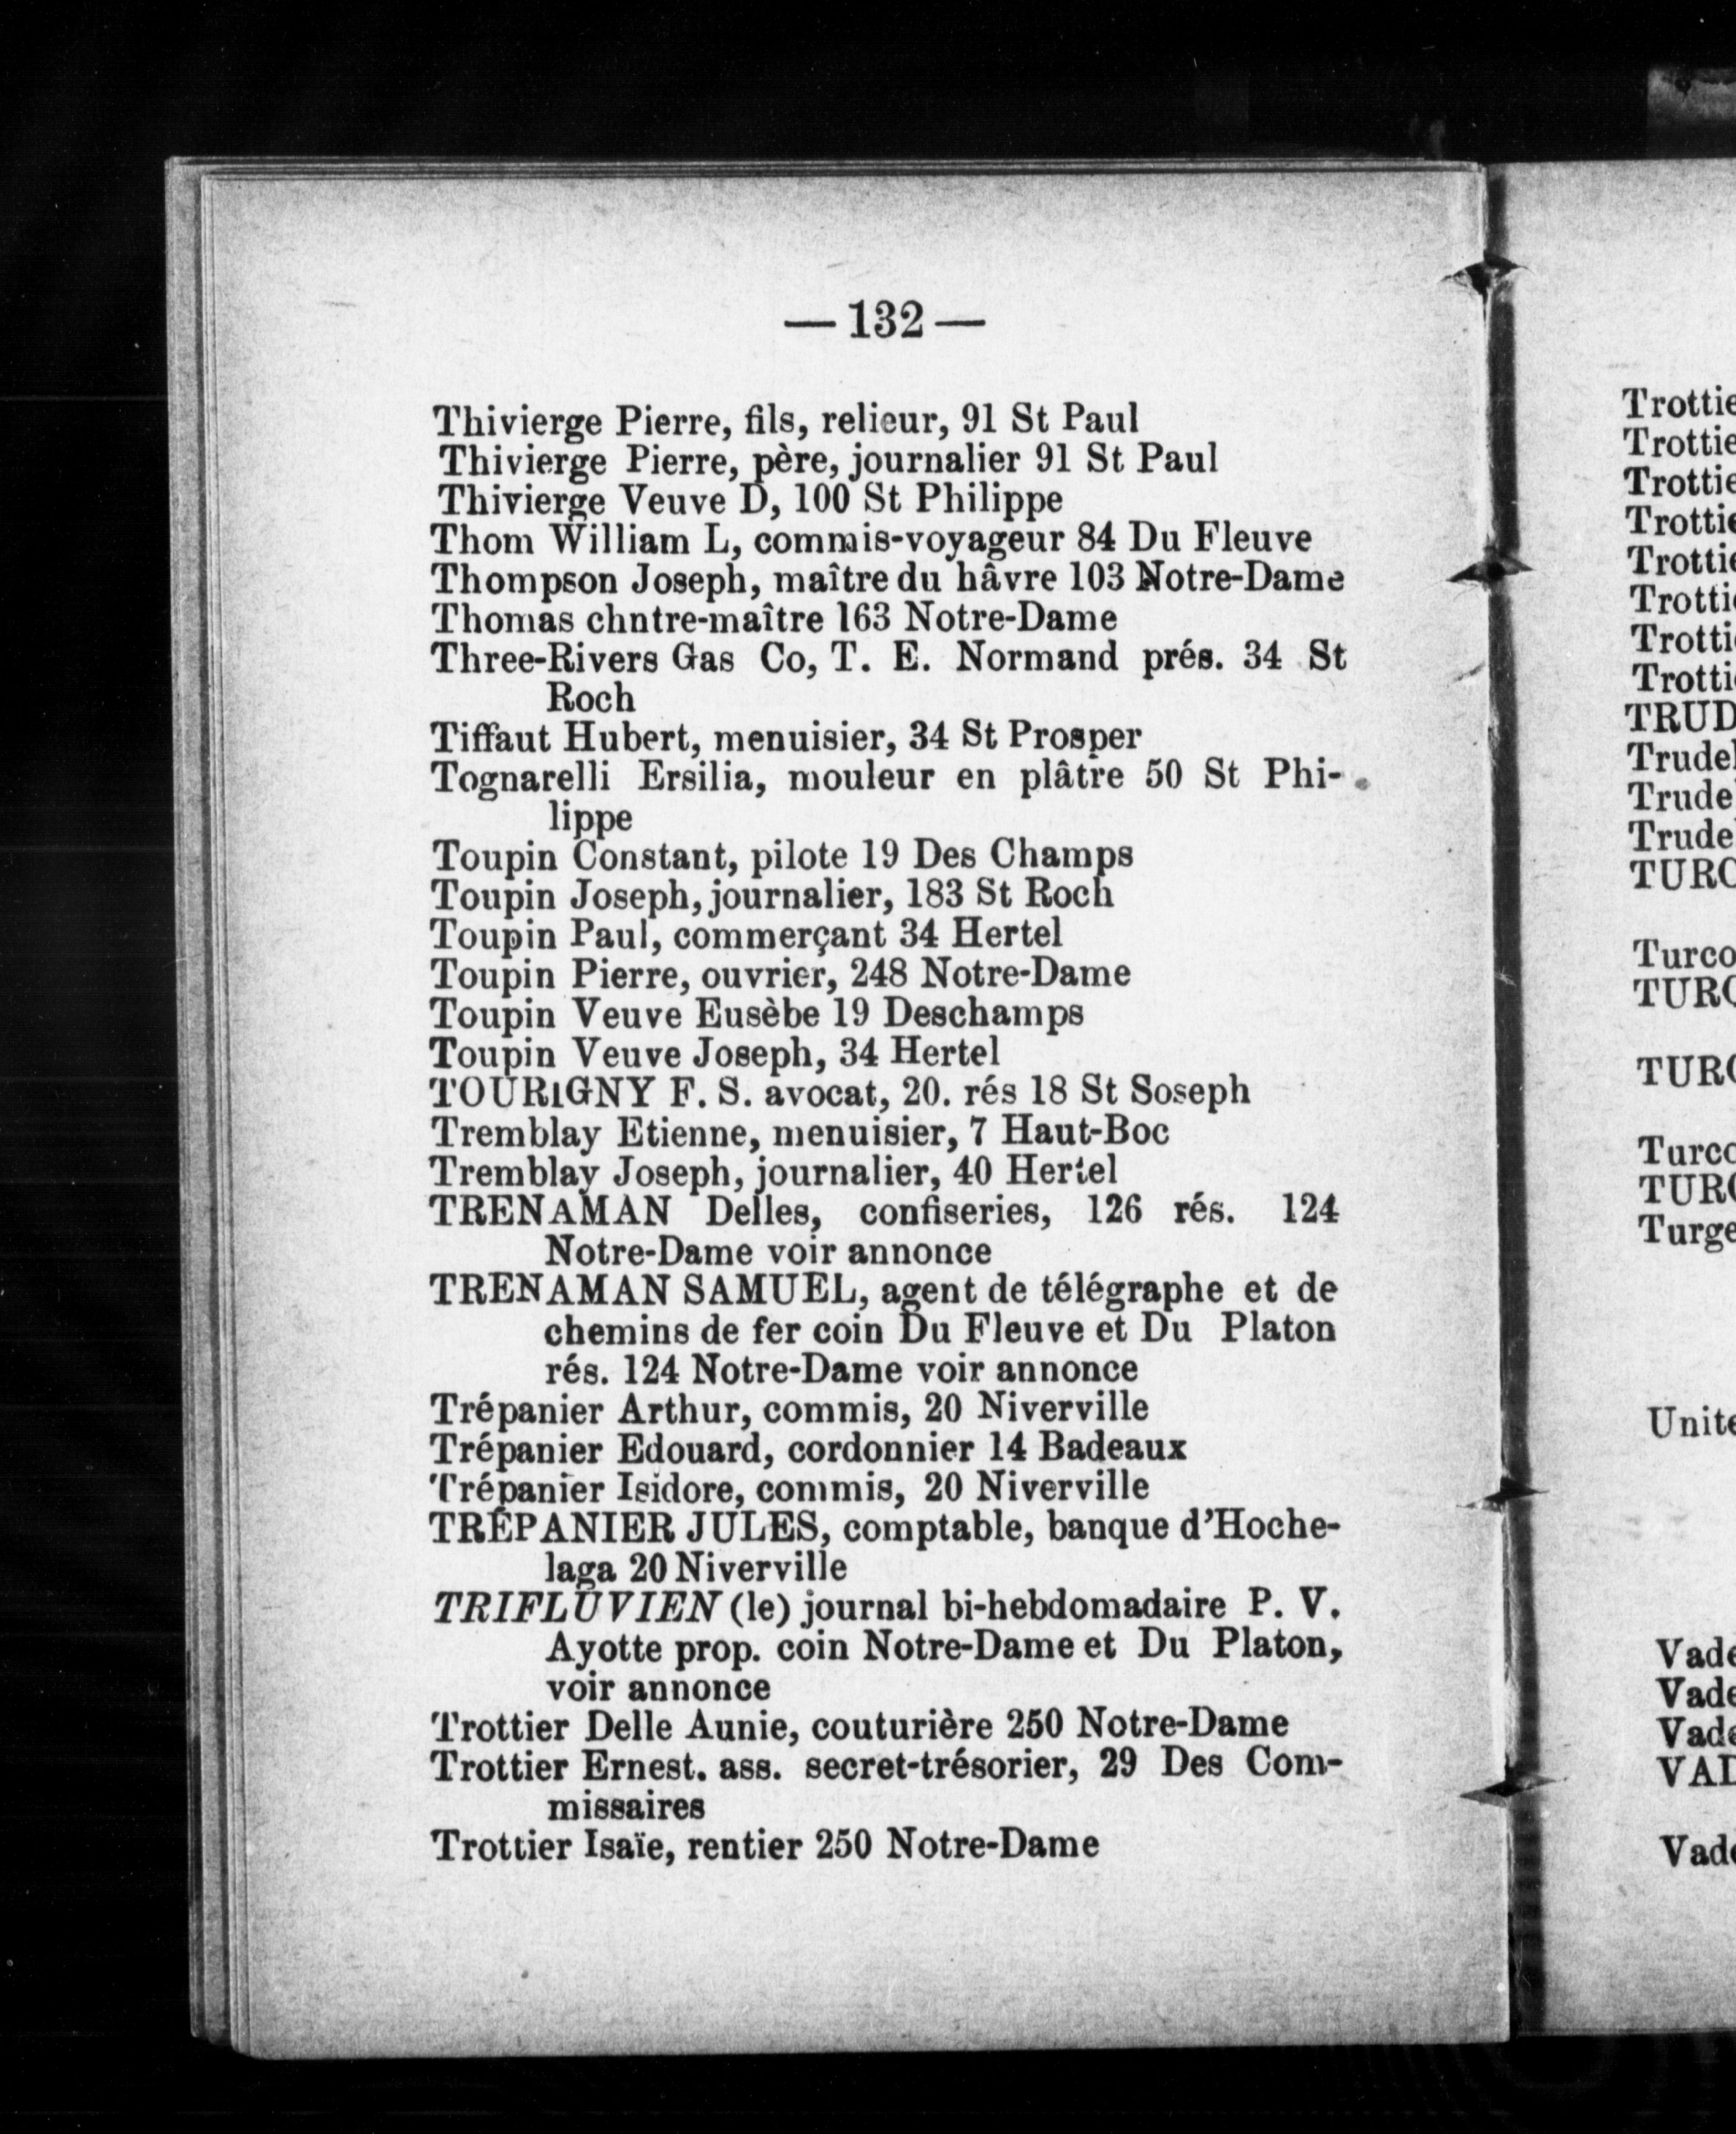 — 132 —
Thivierge Pierre, fils, relieur, 91 St Paul
Thivierge Pierre, père, journalier 91 St Paul
Thivierge Veuve D, 100 St Philippe
Thom William L, commis-voyageur 84 Du Fleuve
Thompson Joseph, maître du hâvre 103 Notre-Dame
Thomas chntre-maître 163 Notre-Dame
Three-Rivers Gas Co, T. E. Normand prés. 34 St
Roch
Tiffaut Hubert, menuisier, 34 St Prosper
Tognarelli Ersilia, mouleur en plâtre 50 St Phi-
lippe
Toupin Constant, pilote 19 Des Champs
Toupin Joseph, journalier, 183 St Roch
Toupin Paul, commerçant 34 Hertel
Toupin Pierre, ouvrier, 248 Notre-Dame
Toupin Veuve Eusèbe 19 Deschamps
Toupin Veuve Joseph, 34 Hertel
TOURIGNY F. S. avocat, 20. rés 18 St Soseph
Tremblay Etienne, menuisier, 7 Haut-Boc
Tremblay Joseph, journalier, 40 Hertel
TRENAMAN Delles, confiseries, 126 rés. 124
Notre-Dame voir annonce
TRENAMAN SAMUEL, agent de télégraphe et de
chemins de fer coin Du Fleuve et Du Platon
rés. 124 Notre-Dame voir annonce
Trépanier Arthur, commis, 20 Niverville
Trépanier Edouard, cordonnier 14 Badeaux
Trépanier Isidore, commis, 20 Niverville
TRÉPANIER JULES, comptable, banque d'Hoche-
laga 20 Niverville
TRIFLUVIEN (le) journal bi-hebdomadaire P. V.
Ayotte prop. coin Notre-Dame et Du Platon,
voir annonce
Trottier Delle Aunie, couturière 250 Notre-Dame
Trottier Ernest. ass. secret-trésorier, 29 Des Com-
missaires
Trottier Isaïe, rentier 250 Notre-Dame